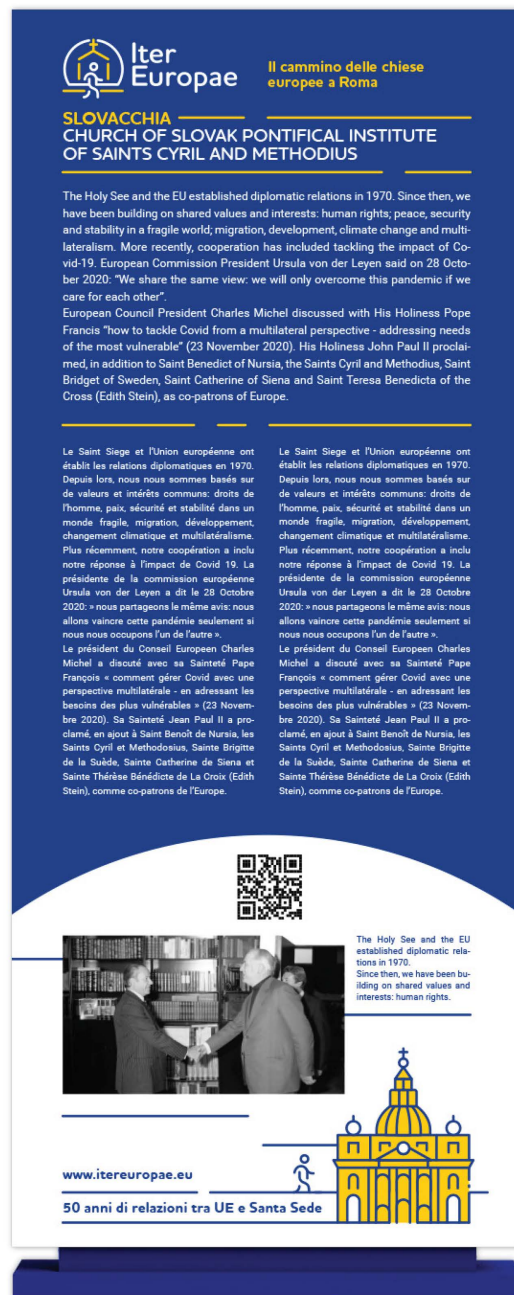 Iter
Europae
Il cammino delle chiese
europee a Roma
SLOVACCHIA
CHURCH OF SLOVAK PONTIFICAL INSTITUTE
OF SAINTS CYRIL AND METHODIUS
The Holy See and the EU established diplomatic relations in 1970. Since then, we
have been building on shared values and interests: human rights; peace, security
and stability in a fragile world; migration, development, climate change and multi-
lateralism. More recently, cooperation has included tackling the impact of Co-
vid-19. European Commission President Ursula von der Leyen said on 28 Octo-
ber 2020: "We share the same view: we will only overcome this pandemic if we
care for each other".
European Council President Charles Michel discussed with His Holiness Pope
Francis "how to tackle Covid from a multilateral perspective - addressing needs
of the most vulnerable" (23 November 2020). His Holiness John Paul II proclai-
med, in addition to Saint Benedict of Nursia, the Saints Cyril and Methodius, Saint
Bridget of Sweden, Saint Catherine of Siena and Saint Teresa Benedicta of the
Cross (Edith Stein), as co-patrons of Europe.
Le Saint Siege et l'Union européenne ont
établit les relations diplomatiques en 1970.
Depuis lors, nous nous sommes basés sur
de valeurs et intérêts communs: droits de
l'homme, paix, sécurité et stabilité dans un
monde fragile, migration, développement,
changement climatique et multilatéralisme.
Plus récemment, notre coopération a inclu
notre réponse à l'impact de Covid 19. La
présidente de la commission européenne
Ursula von der Leyen a dit le 28 Octobre
2020: » nous partageons le même avis: nous
allons vaincre cette pandémie seulement si
nous nous occupons l'un de l'autre ».
Le président du Conseil Europeen Charles
Michel a discuté avec sa Sainteté Pape
François « comment gérer Covid avec une
perspective multilatérale - en adressant les
besoins des plus vulnérables » (23 Novem-
bre 2020). Sa Sainteté Jean Paul II a pro-
clamé, en ajout à Saint Benoît de Nursia, les
Saints Cyril et Methodosius, Sainte Brigitte
de la Suède, Sainte Catherine de Siena et
Sainte Thérèse Bénédicte de La Croix (Edith
Stein), comme co-patrons de l'Europe.
Le Saint Siege et l'Union européenne ont
établit les relations diplomatiques en 1970.
Depuis lors, nous nous sommes basés sur
de valeurs et intérêts communs: droits de
l'homme, paix, sécurité et stabilité dans un
monde fragile, migration, développement,
changement climatique et multilatéralisme.
Plus récemment, notre coopération a inclu
notre réponse à l'impact de Covid 19. La
présidente de la commission européenne
Ursula von der Leyen a dit le 28 Octobre
2020: » nous partageons le même avis: nous
allons vaincre cette pandémie seulement si
nous nous occupons l'un de l'autre ».
Le président du Conseil Europeen Charles
Michel a discuté avec sa Sainteté Pape
François « comment gérer Covid avec une
perspective multilatérale - en adressant les
besoins des plus vulnérables » (23 Novem-
bre 2020). Sa Sainteté Jean Paul II a pro-
clamé, en ajout à Saint Benoît de Nursia, les
Saints Cyril et Methodosius, Sainte Brigitte
de la Suède, Sainte Catherine de Siena et
Sainte Thérèse Bénédicte de La Croix (Edith
Stein), comme co-patrons de l'Europe.
The Holy See and the EU
established diplomatic rela-
tions in 1970.
Since then, we have been bu-
ilding on shared values and
interests: human rights.
www.itereuropae.eu
50 anni di relazioni tra UE e Santa Sede